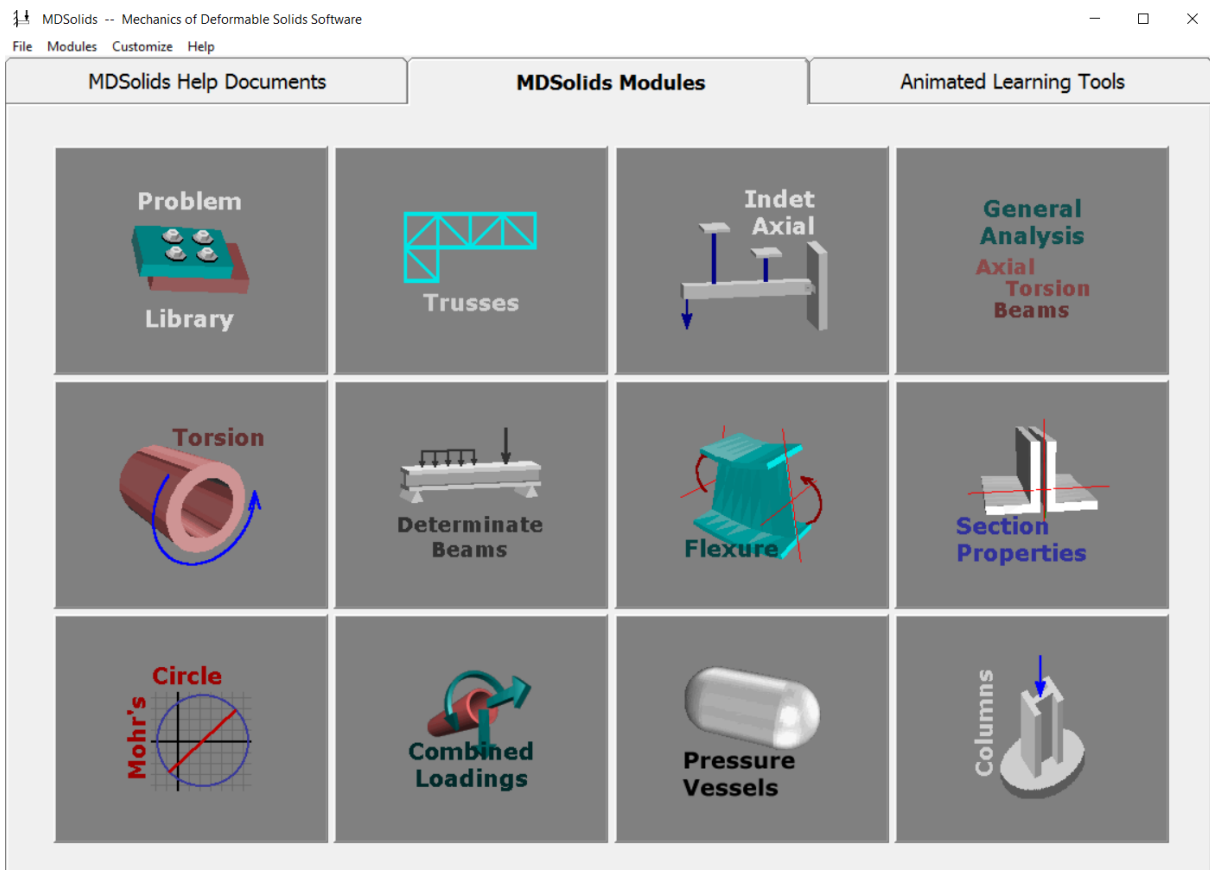 MDSolids -- Mechanics of Deformable Solids Software
File Modules Customize Help
MDSolids Help Documents
MDSolids Modules
Animated Learning Tools
Problem
Library
Trusses
Indet
Axial
General
Analysis
Axial
Torsion
Beams
Torsion
Determinate
Beams
Flexure
Section
Properties
Circle
Mohr's
Combined
Loadings
Pressure
Vessels
Columns